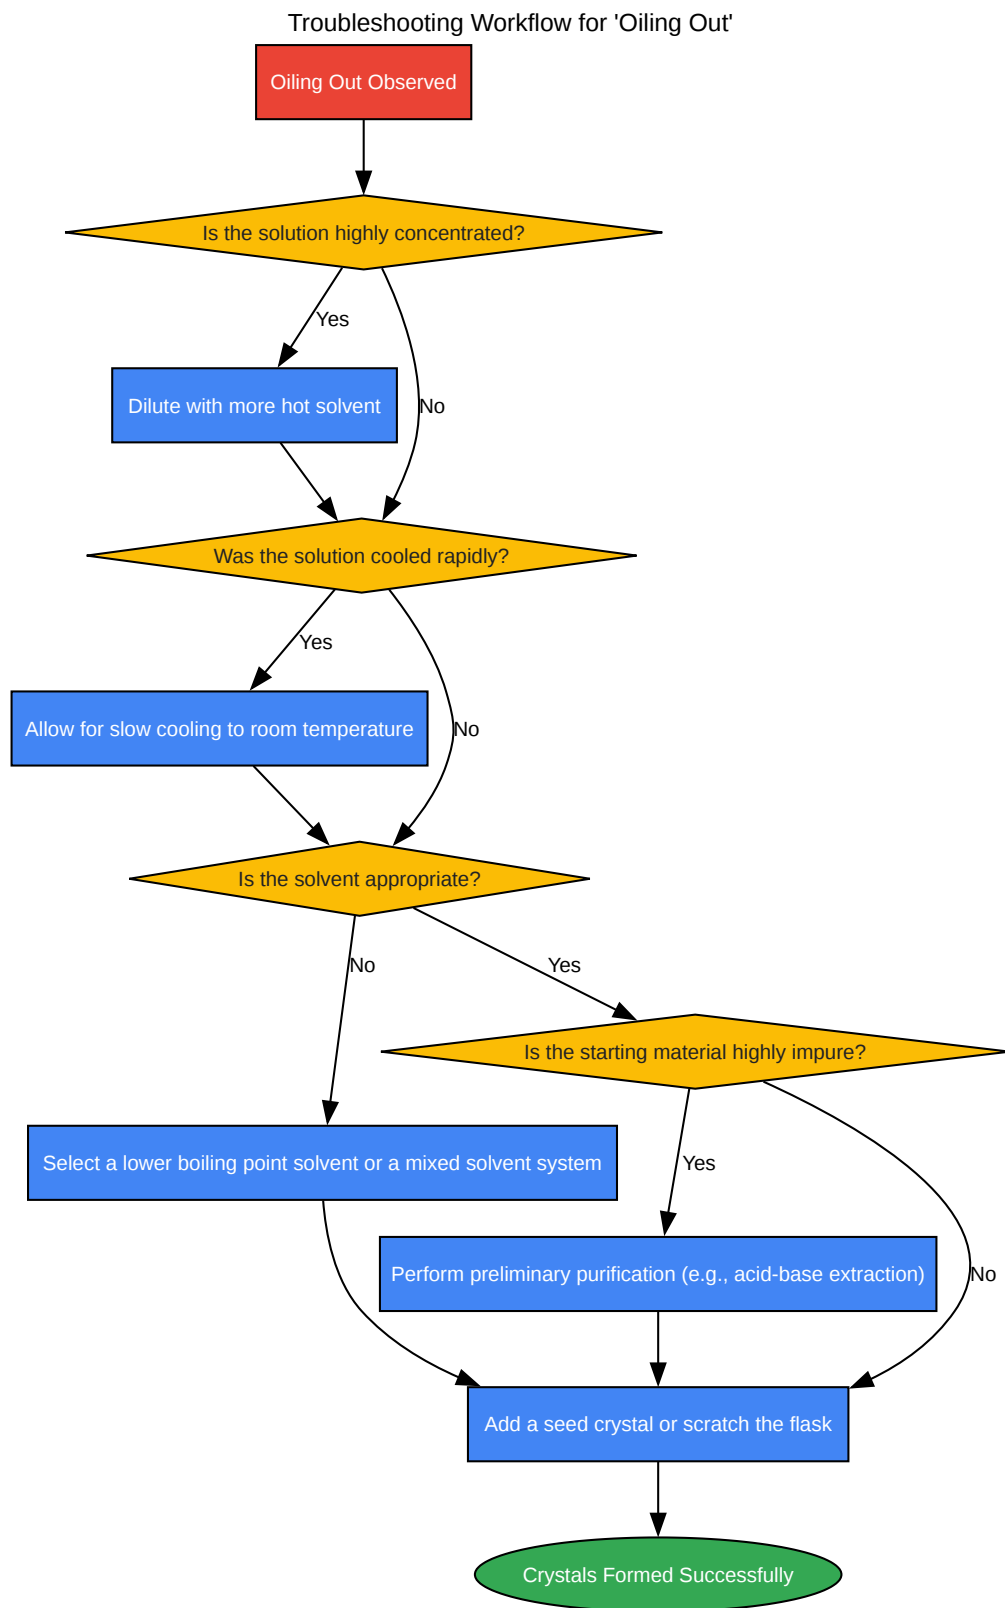 Troubleshooting Workflow for 'Oiling Out'
Oiling Out Observed
Is the solution highly concentrated?
Yes
Dilute with more hot solvent
No
Was the solution cooled rapidly?
Yes
Allow for slow cooling to room temperature
No
Is the solvent appropriate?
No
Yes
Is the starting material highly impure?
Select a lower boiling point solvent or a mixed solvent system
Yes
Perform preliminary purification (e.g., acid-base extraction)
No
Add a seed crystal or scratch the flask
Crystals Formed Successfully